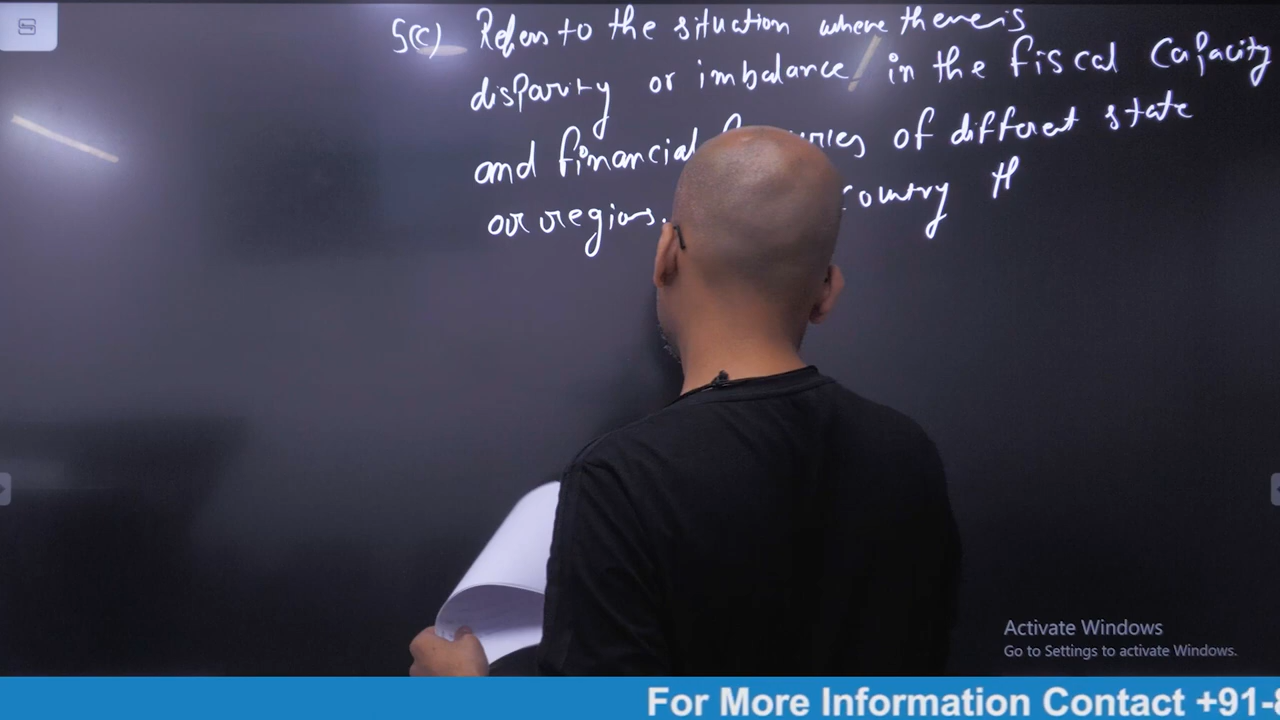 5(c) Refers to the situation where there is
disparity or imbalance in the fiscal capacity
and financial of different state
or regions. country
Activate Windows
Go to Settings to activate Windows.
For More Information Contact +91-8